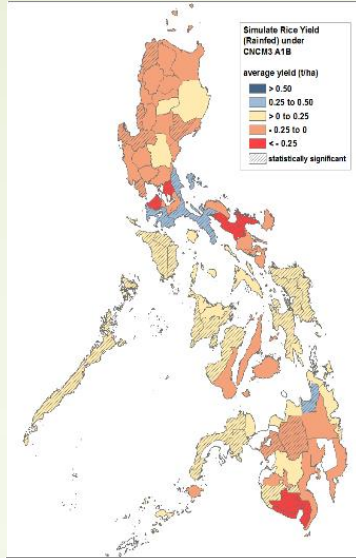 Simulate Rice Yield
(Rainfed) under
CNCM3 A1B
average yield (t/ha)
> 0.50
0.25 to 0.50
> 0 to 0.25
- 0.25 to 0
< - 0.25
statistically significant